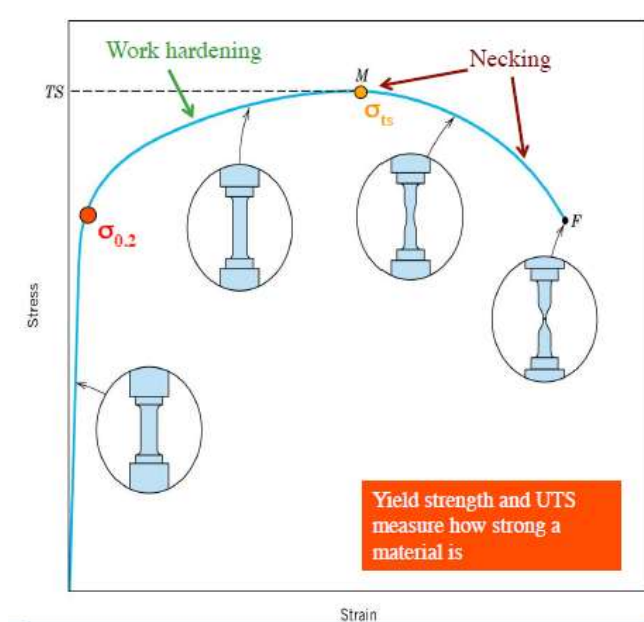 Work hardening
M
Necking
TS
σts
σ0.2
F
Stress
Yield strength and UTS
measure how strong a
material is
Strain